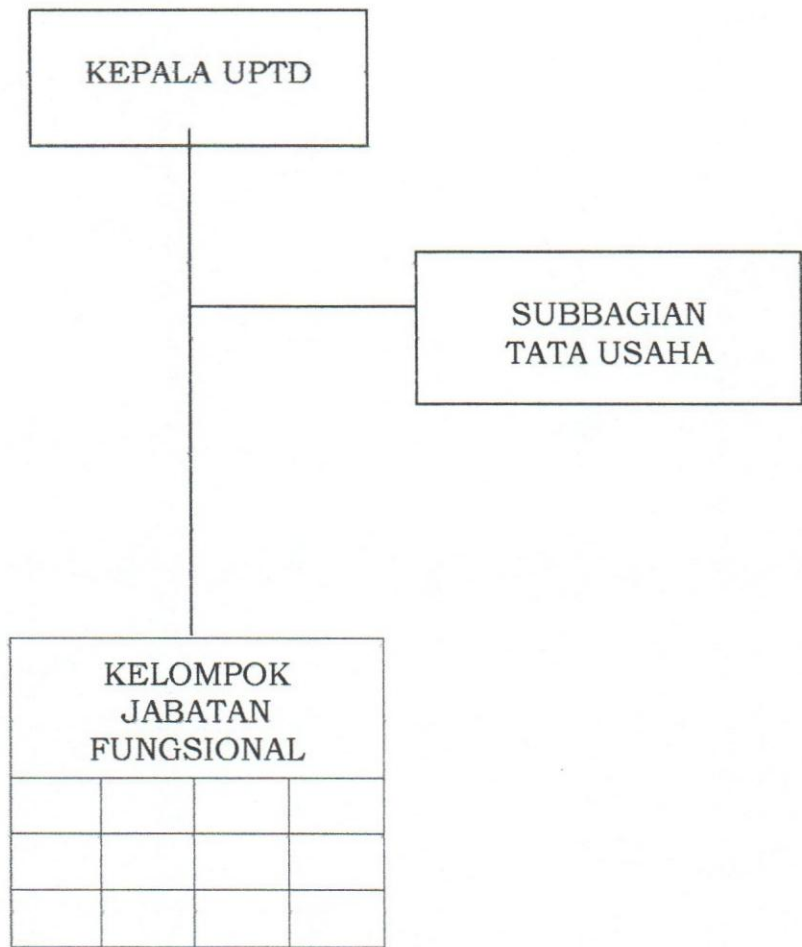 KEPALA UPTD
SUBBAGIAN
TATA USAHA
KELOMPOK
JABATAN
FUNGSIONAL